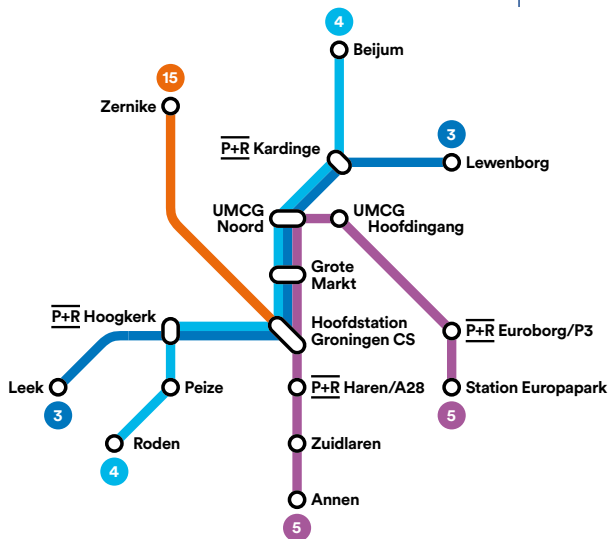 4
Beijum
15
Zernike
P+R Kardinge
3
Lewenborg
UMCG
Noord
UMCG
Hoofdingang
Grote
Markt
P+R Hoogkerk
Hoofdstation
Groningen CS
P+R Euroborg/P3
Leek
Peize
P+R Haren/A28
Station Europapark
3
5
Roden
4
Zuidlaren
Annen
5